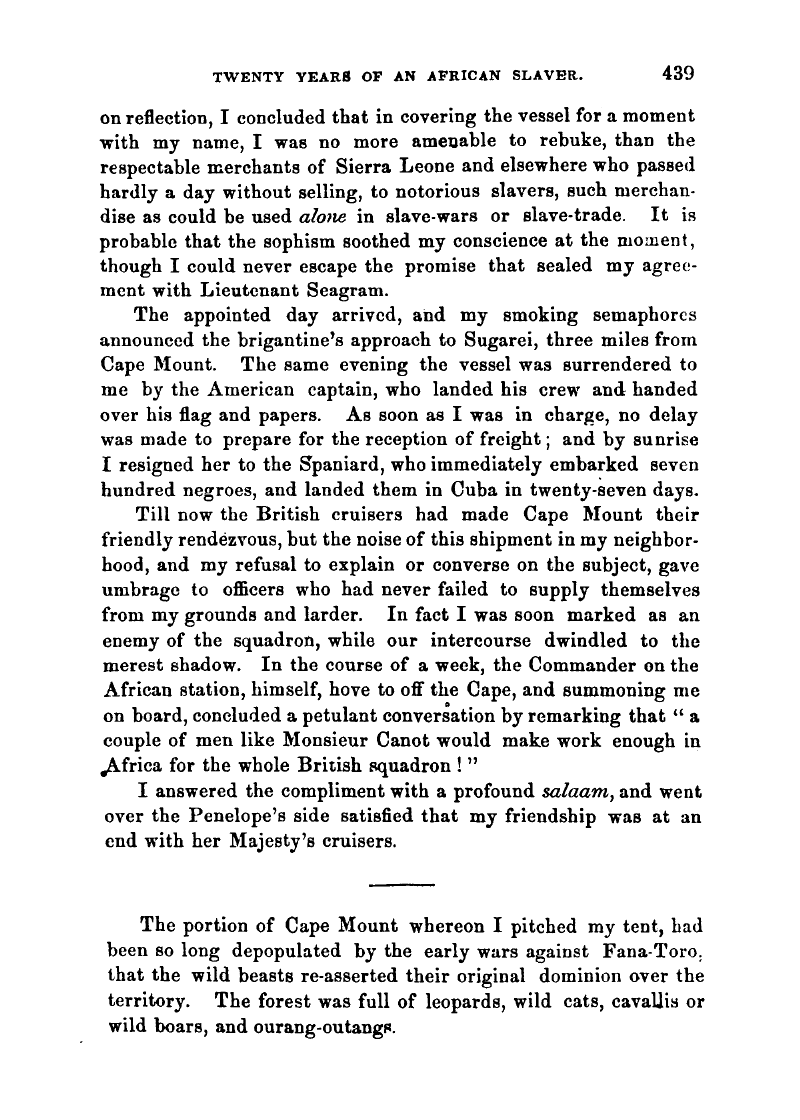 TWENTY YEARS OF AN AFRICAN SLAVER. 439
on reflection, I concluded that in covering the vessel for a moment
with my name, I was no more amenable to rebuke, than the
respectable merchants of Sierra Leone and elsewhere who passed
hardly a day without selling, to notorious slavers, such merchan-
dise as could be used alone in slave-wars or slave-trade. It is
probable that the sophism soothed my conscience at the moment,
though I could never escape the promise that sealed my agree-
ment with Lieutenant Seagram.
The appointed day arrived, and my smoking semaphores
announced the brigantine's approach to Sugarei, three miles from
Cape Mount. The same evening the vessel was surrendered to
me by the American captain, who landed his crew and handed
over his flag and papers. As soon as I was in charge, no delay
was made to prepare for the reception of freight; and by sunrise
I resigned her to the Spaniard, who immediately embarked seven
hundred negroes, and landed them in Cuba in twenty-seven days.
Till now the British cruisers had made Cape Mount their
friendly rendézvous, but the noise of this shipment in my neighbor-
hood, and my refusal to explain or converse on the subject, gave
umbrage to officers who had never failed to supply themselves
from my grounds and larder. In fact I was soon marked as an
enemy of the squadron, while our intercourse dwindled to the
merest shadow. In the course of a week, the Commander on the
African station, himself, hove to off the Cape, and summoning me
on board, concluded a petulant conversation by remarking that " a
couple of men like Monsieur Canot would make work enough in
Africa for the whole British squadron ! "
I answered the compliment with a profound salaam, and went
over the Penelope's side satisfied that my friendship was at an
end with her Majesty's cruisers.
The portion of Cape Mount whereon I pitched my tent, had
been so long depopulated by the early wars against Fana-Toro,
that the wild beasts re-asserted their original dominion over the
territory. The forest was full of leopards, wild cats, cavallis or
wild boars, and ourang-outangs.